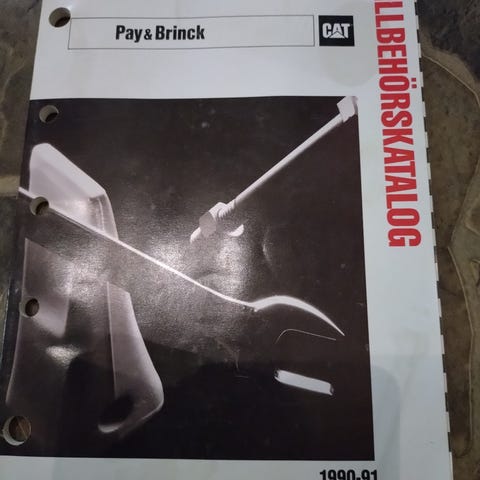 Pay & Brinck
CAT
LLBEHÖRSKATALOG
1990-91